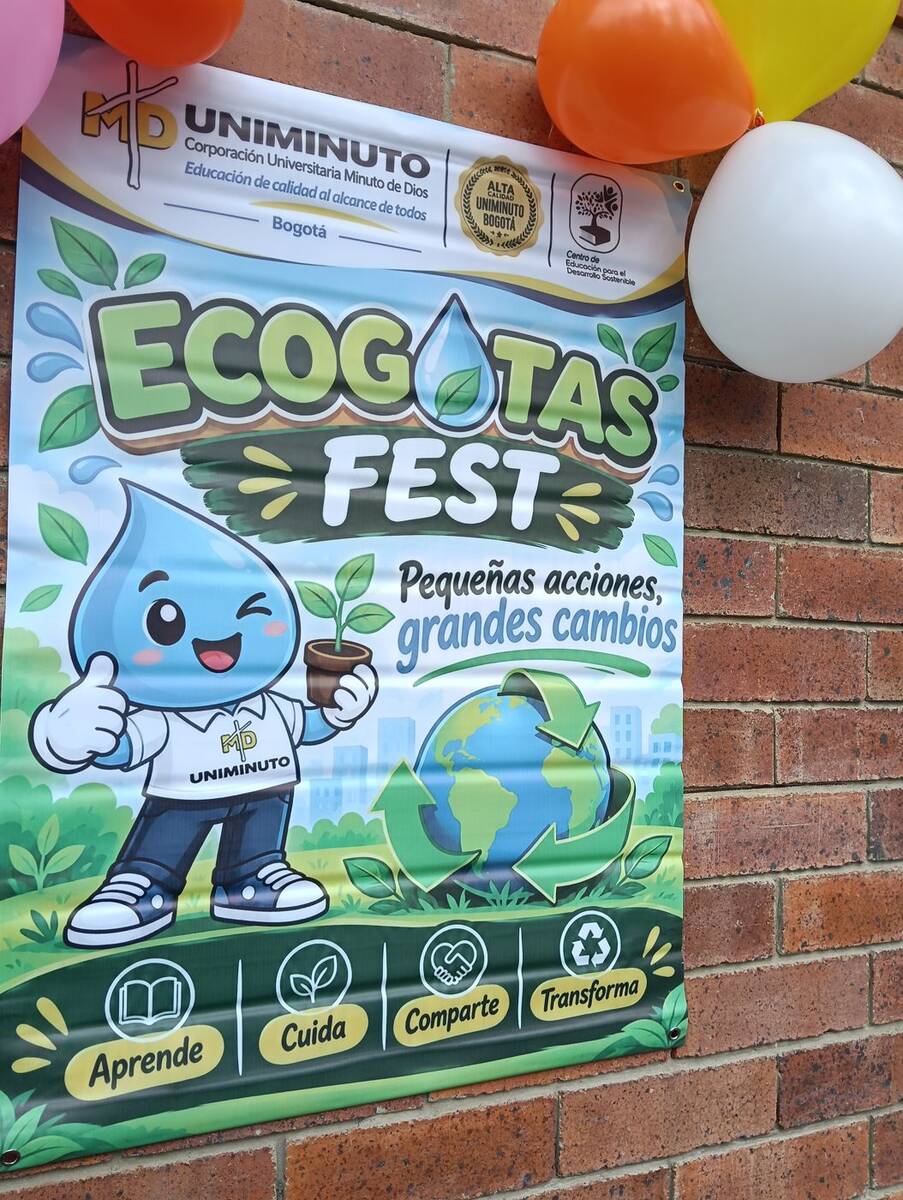 MD UNIMINUTO
Corporación Universitaria Minuto de Dios
Educación de calidad al alcance de todos
Bogotá
ALTA
CALIDAD
UNIMINUTO
BOGOTÁ
Centro de
Educación para el
Desarrollo Sostenible
ECOGOTAS
FEST
Pequeñas acciones,
grandes cambios
MD
UNIMINUTO
Aprende
Cuida
Comparte
Transforma